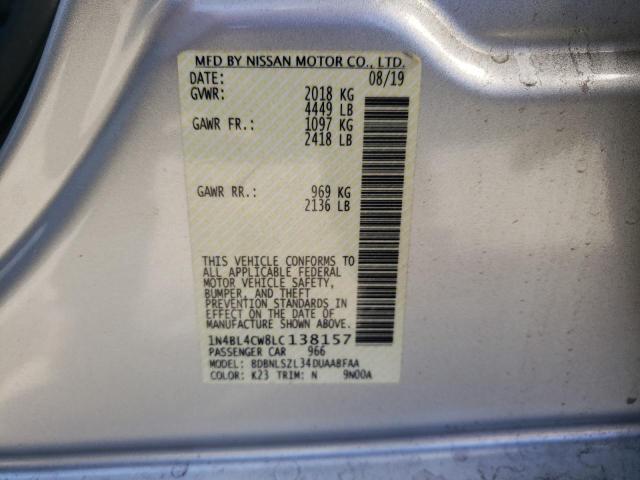 MFD BY NISSAN MOTOR CO., LTD.
DATE: 08/19
GVWR: 2018 KG
4449 LB
GAWR FR.: 1097 KG
2418 LB
GAWR RR.: 969 KG
2136 LB
THIS VEHICLE CONFORMS TO
ALL APPLICABLE FEDERAL
MOTOR VEHICLE SAFETY,
BUMPER, AND THEFT
PREVENTION STANDARDS IN
EFFECT ON THE DATE OF
MANUFACTURE SHOWN ABOVE.
1N4BL4CW8LC138157
PASSENGER CAR 966
MODEL: BDBNLSZL34DUAABFAA
COLOR: K23 TRIM: N 9N00A